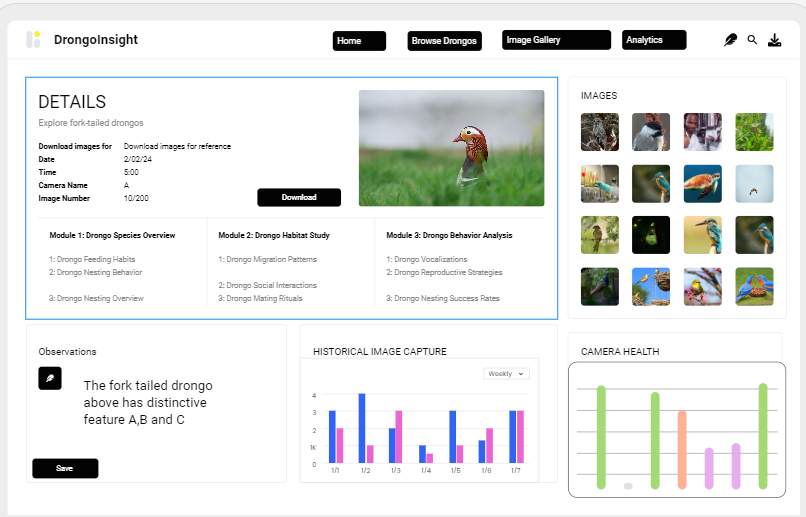 DrongoInsight
Home
Browse Drongos
Image Gallery
Analytics
DETAILS
Explore fork-tailed drongos
Download images for Download images for reference
Date 2/02/24
Time 5:00
Camera Name A
Image Number 10/200
Download
Module 1: Drongo Species Overview
1: Drongo Feeding Habits
2: Drongo Nesting Behavior
3: Drongo Nesting Overview
Module 2: Drongo Habitat Study
1: Drongo Migration Patterns
2: Drongo Social Interactions
3: Drongo Mating Rituals
Module 3: Drongo Behavior Analysis
1: Drongo Vocalizations
2: Drongo Reproductive Strategies
3: Drongo Nesting Success Rates
IMAGES
Observations
The fork tailed drongo
above has distinctive
feature A,B and C
Save
HISTORICAL IMAGE CAPTURE
Weekly
4
3
2
1K
0
1/1 1/2 1/3 1/4 1/5 1/6 1/7
CAMERA HEALTH